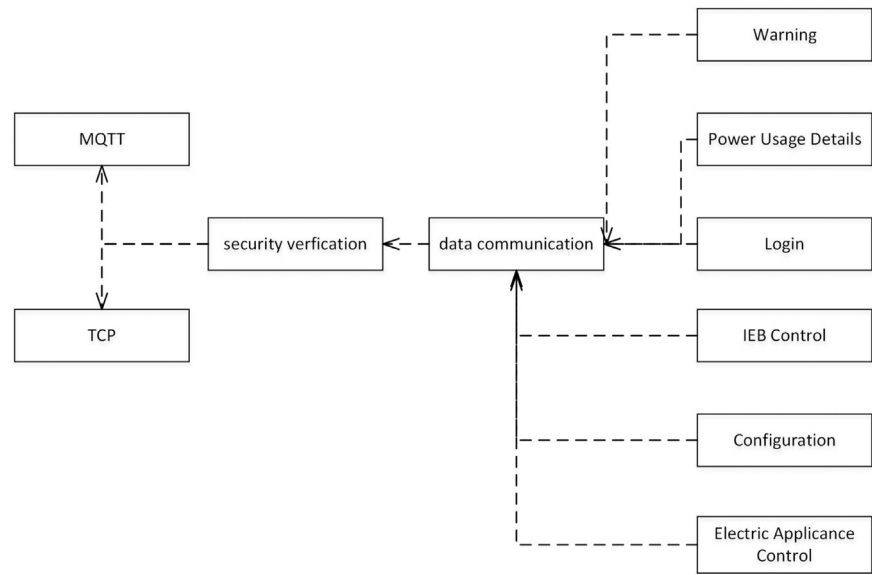 Warning
MQTT
Power Usage Details
security verfication
data communication
Login
TCP
IEB Control
Configuration
Electric Applicance
Control